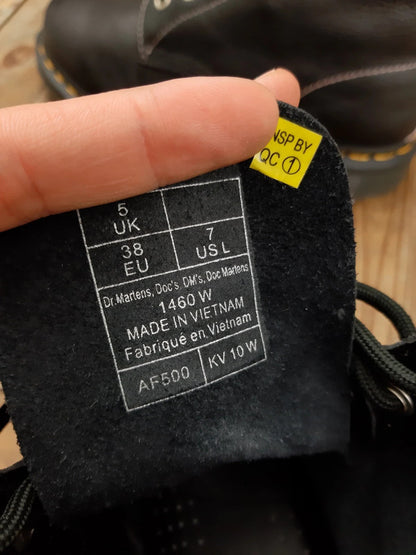 INSP BY
QC 1
5
UK
38
EU
7
US L
Dr.Martens, Doc's, DM's, Doc Martens
1460 W
MADE IN VIETNAM
Fabriqué en Vietnam
AF500
KV 10 W